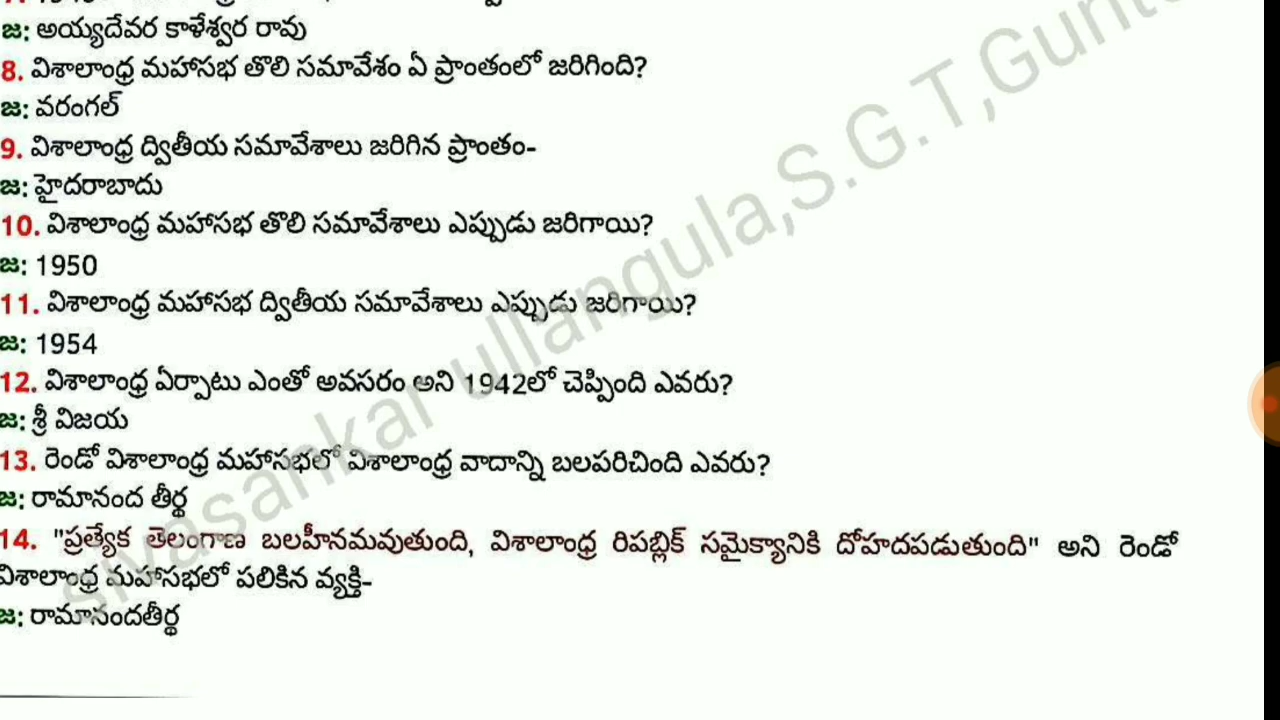 జ: అయ్యదేవర కాళేశ్వర రావు
8. విశాలాంధ్ర మహాసభ తొలి సమావేశం ఏ ప్రాంతంలో జరిగింది?
జ: వరంగల్
9. విశాలాంధ్ర ద్వితీయ సమావేశాలు జరిగిన ప్రాంతం-
జ: హైదరాబాదు
10. విశాలాంధ్ర మహాసభ తొలి సమావేశాలు ఎప్పుడు జరిగాయి?
జ: 1950
11. విశాలాంధ్ర మహాసభ ద్వితీయ సమావేశాలు ఎప్పుడు జరిగాయి?
జ: 1954
12. విశాలాంధ్ర ఏర్పాటు ఎంతో అవసరం అని 1942లో చెప్పింది ఎవరు?
జ: శ్రీ విజయ
13. రెండో విశాలాంధ్ర మహాసభలో విశాలాంధ్ర వాదాన్ని బలపరిచింది ఎవరు?
జ: రామానంద తీర్థ
14. "ప్రత్యేక తెలంగాణ బలహీనమవుతుంది, విశాలాంధ్ర రిపబ్లిక్ సమైక్యానికి దోహదపడుతుంది" అని రెండో
విశాలాంధ్ర మహాసభలో పలికిన వ్యక్తి-
జ: రామానందతీర్థ
sivasankar ullangula,S.G.T,